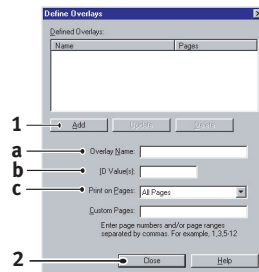 Define Overlays
Defined Overlays:
Name Pages
1 Add Update Delete
a Overlay Name:
b ID Value(s):
c Print on Pages: All Pages
Custom Pages:
Enter page numbers and/or page ranges
separated by commas. For example, 1,3,5-12
2 Close Help